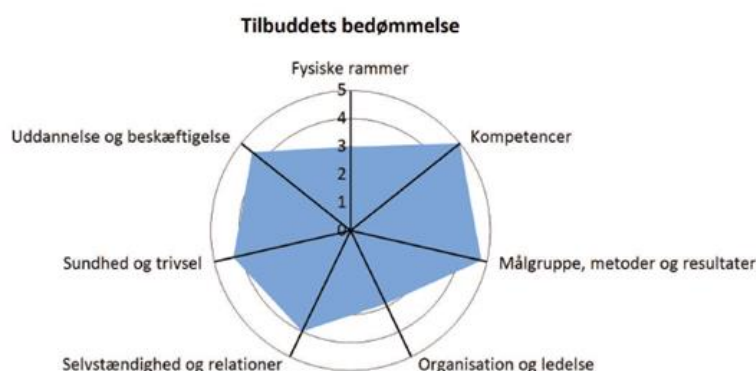 Tilbuddets bedømmelse
Fysiske rammer
5
4
3
2
1
0
Uddannelse og beskæftigelse
Kompetencer
Sundhed og trivsel
Målgruppe, metoder og resultater
Selvstændighed og relationer
Organisation og ledelse